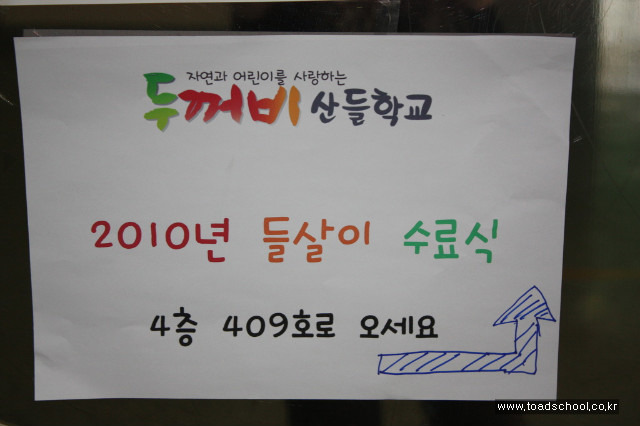 자연과 어린이를 사랑하는
두꺼비 산들학교
2010년 들살이 수료식
4층 409호로 오세요
www.toadschool.co.kr